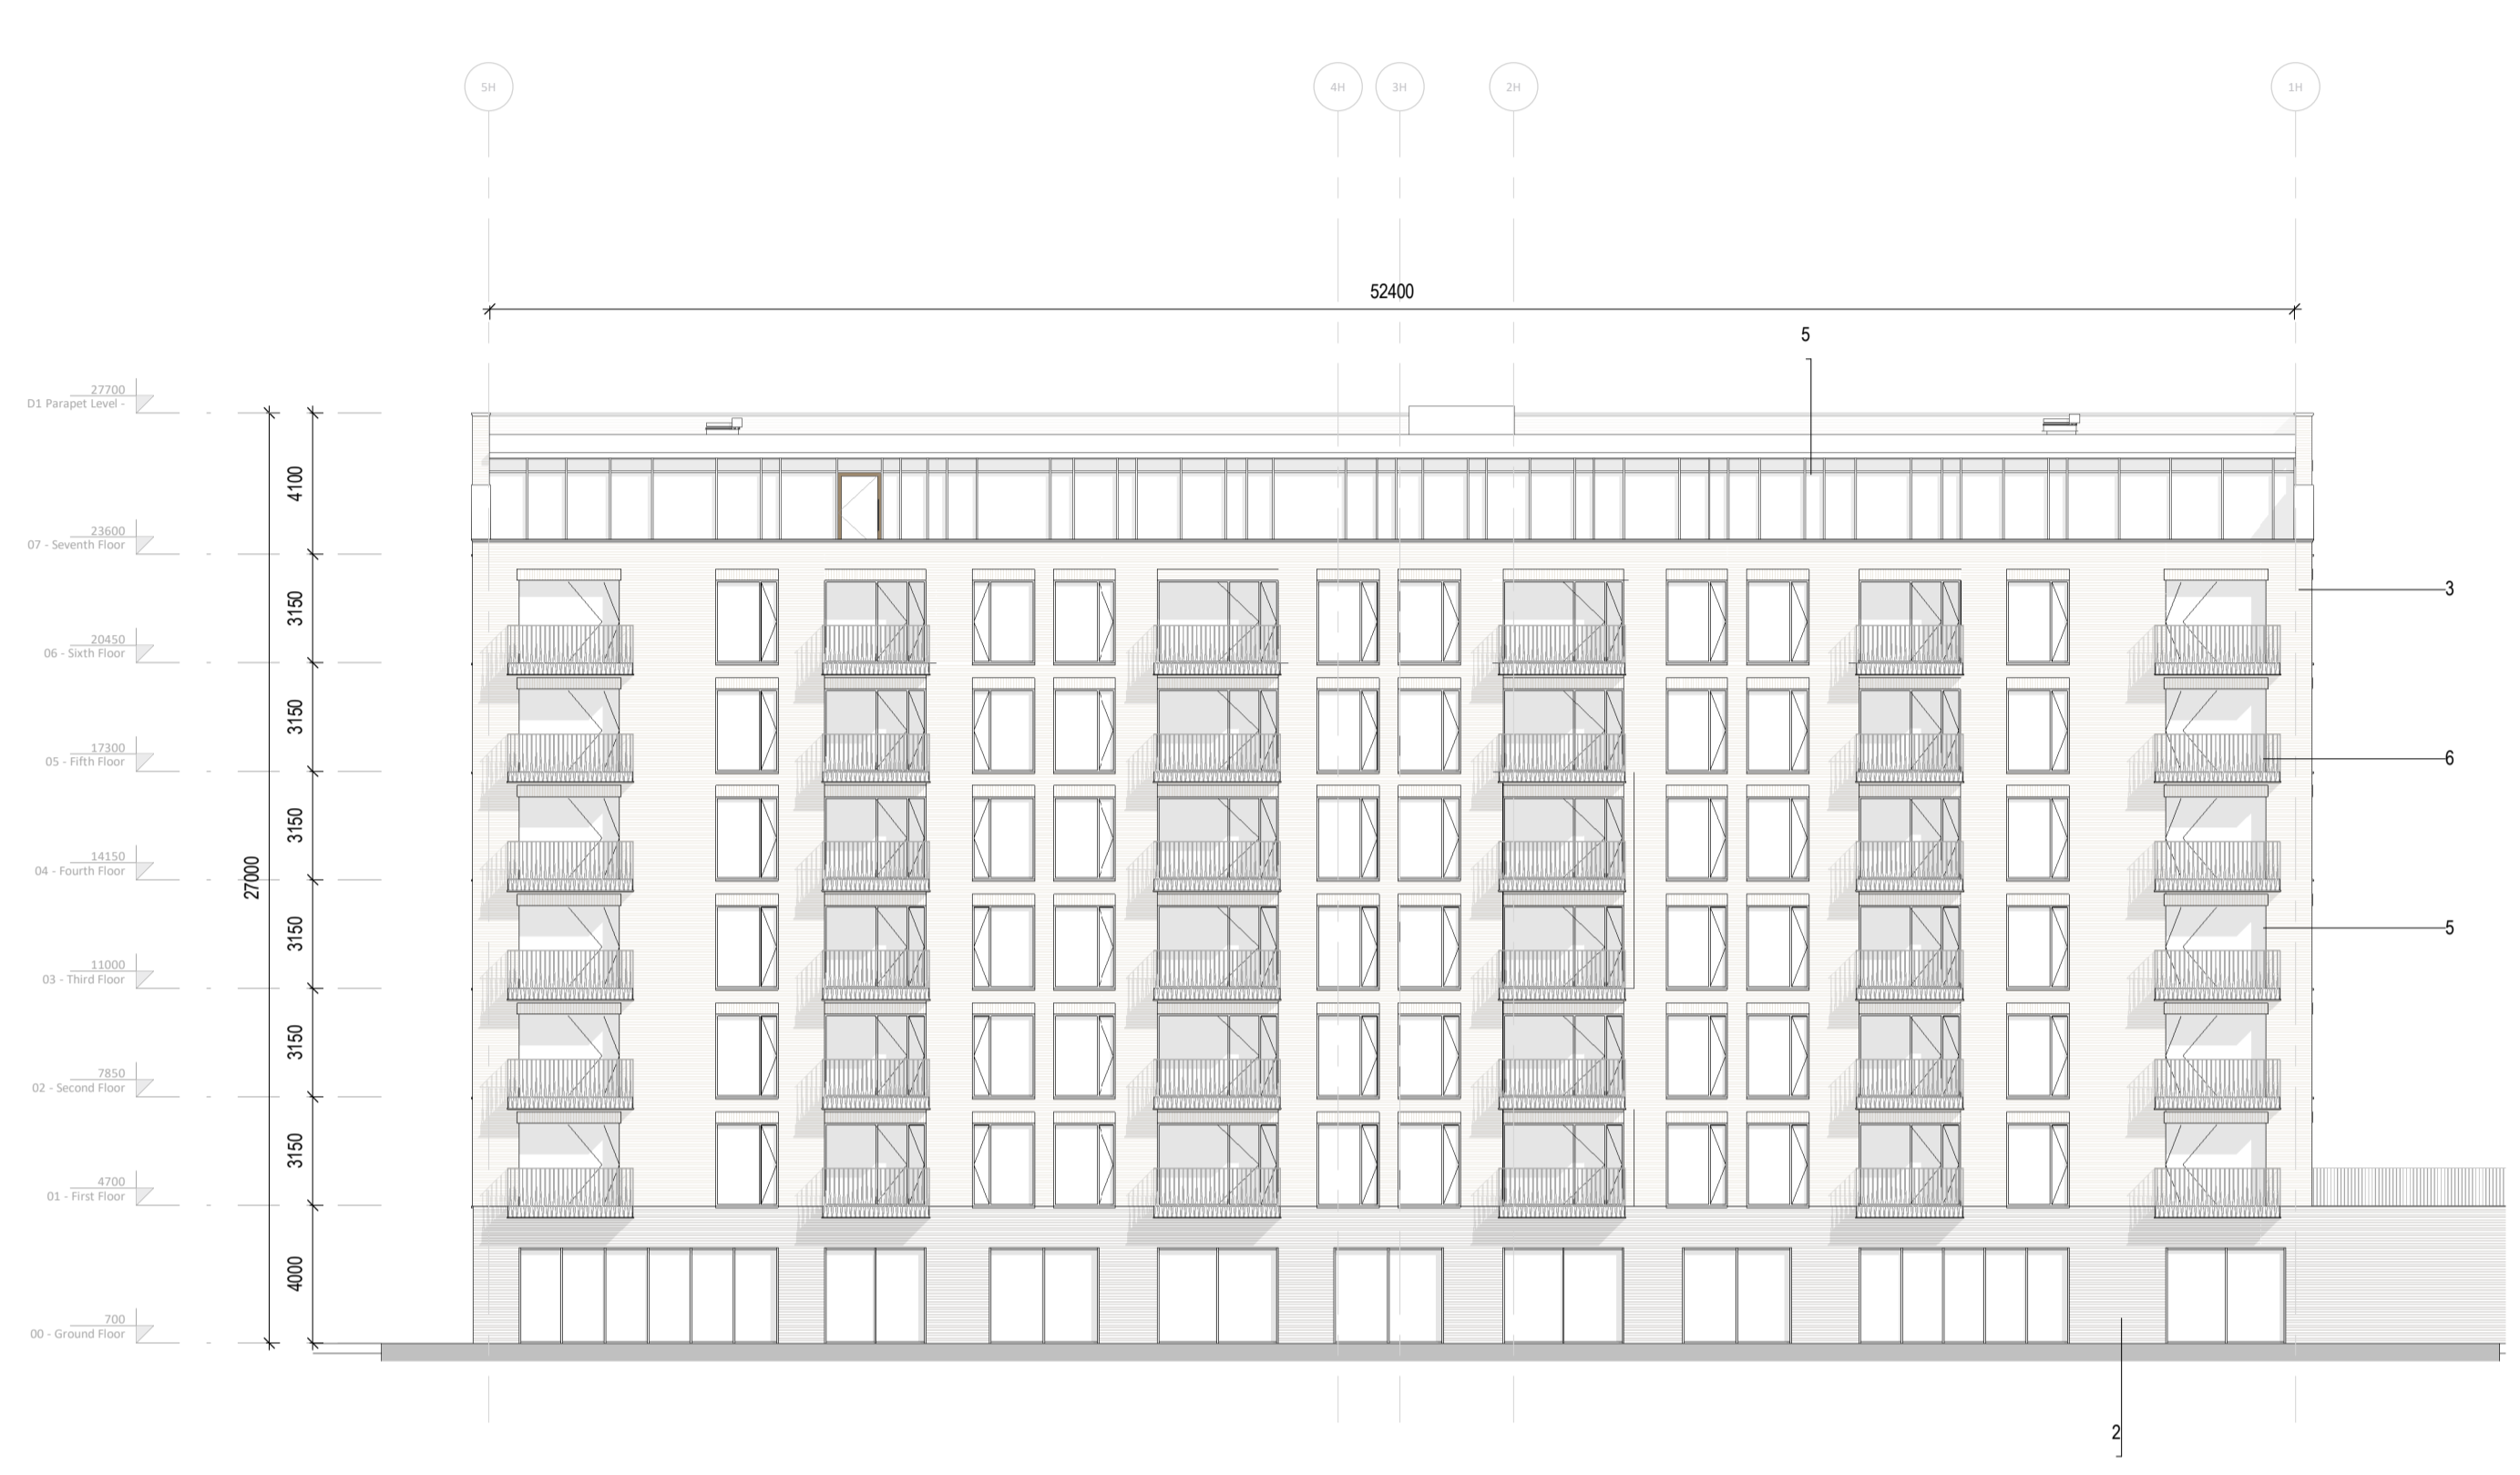 5H
4H
3H
2H
1H
52400
5
27700
D1 Parapet Level -
4100
23600
07 - Seventh Floor
3150
3
20450
06 - Sixth Floor
3150
17300
05 - Fifth Floor
6
3150
14150
04 - Fourth Floor
27000
3150
5
11000
03 - Third Floor
3150
7850
02 - Second Floor
3150
4700
01 - First Floor
4000
700
00 - Ground Floor
2